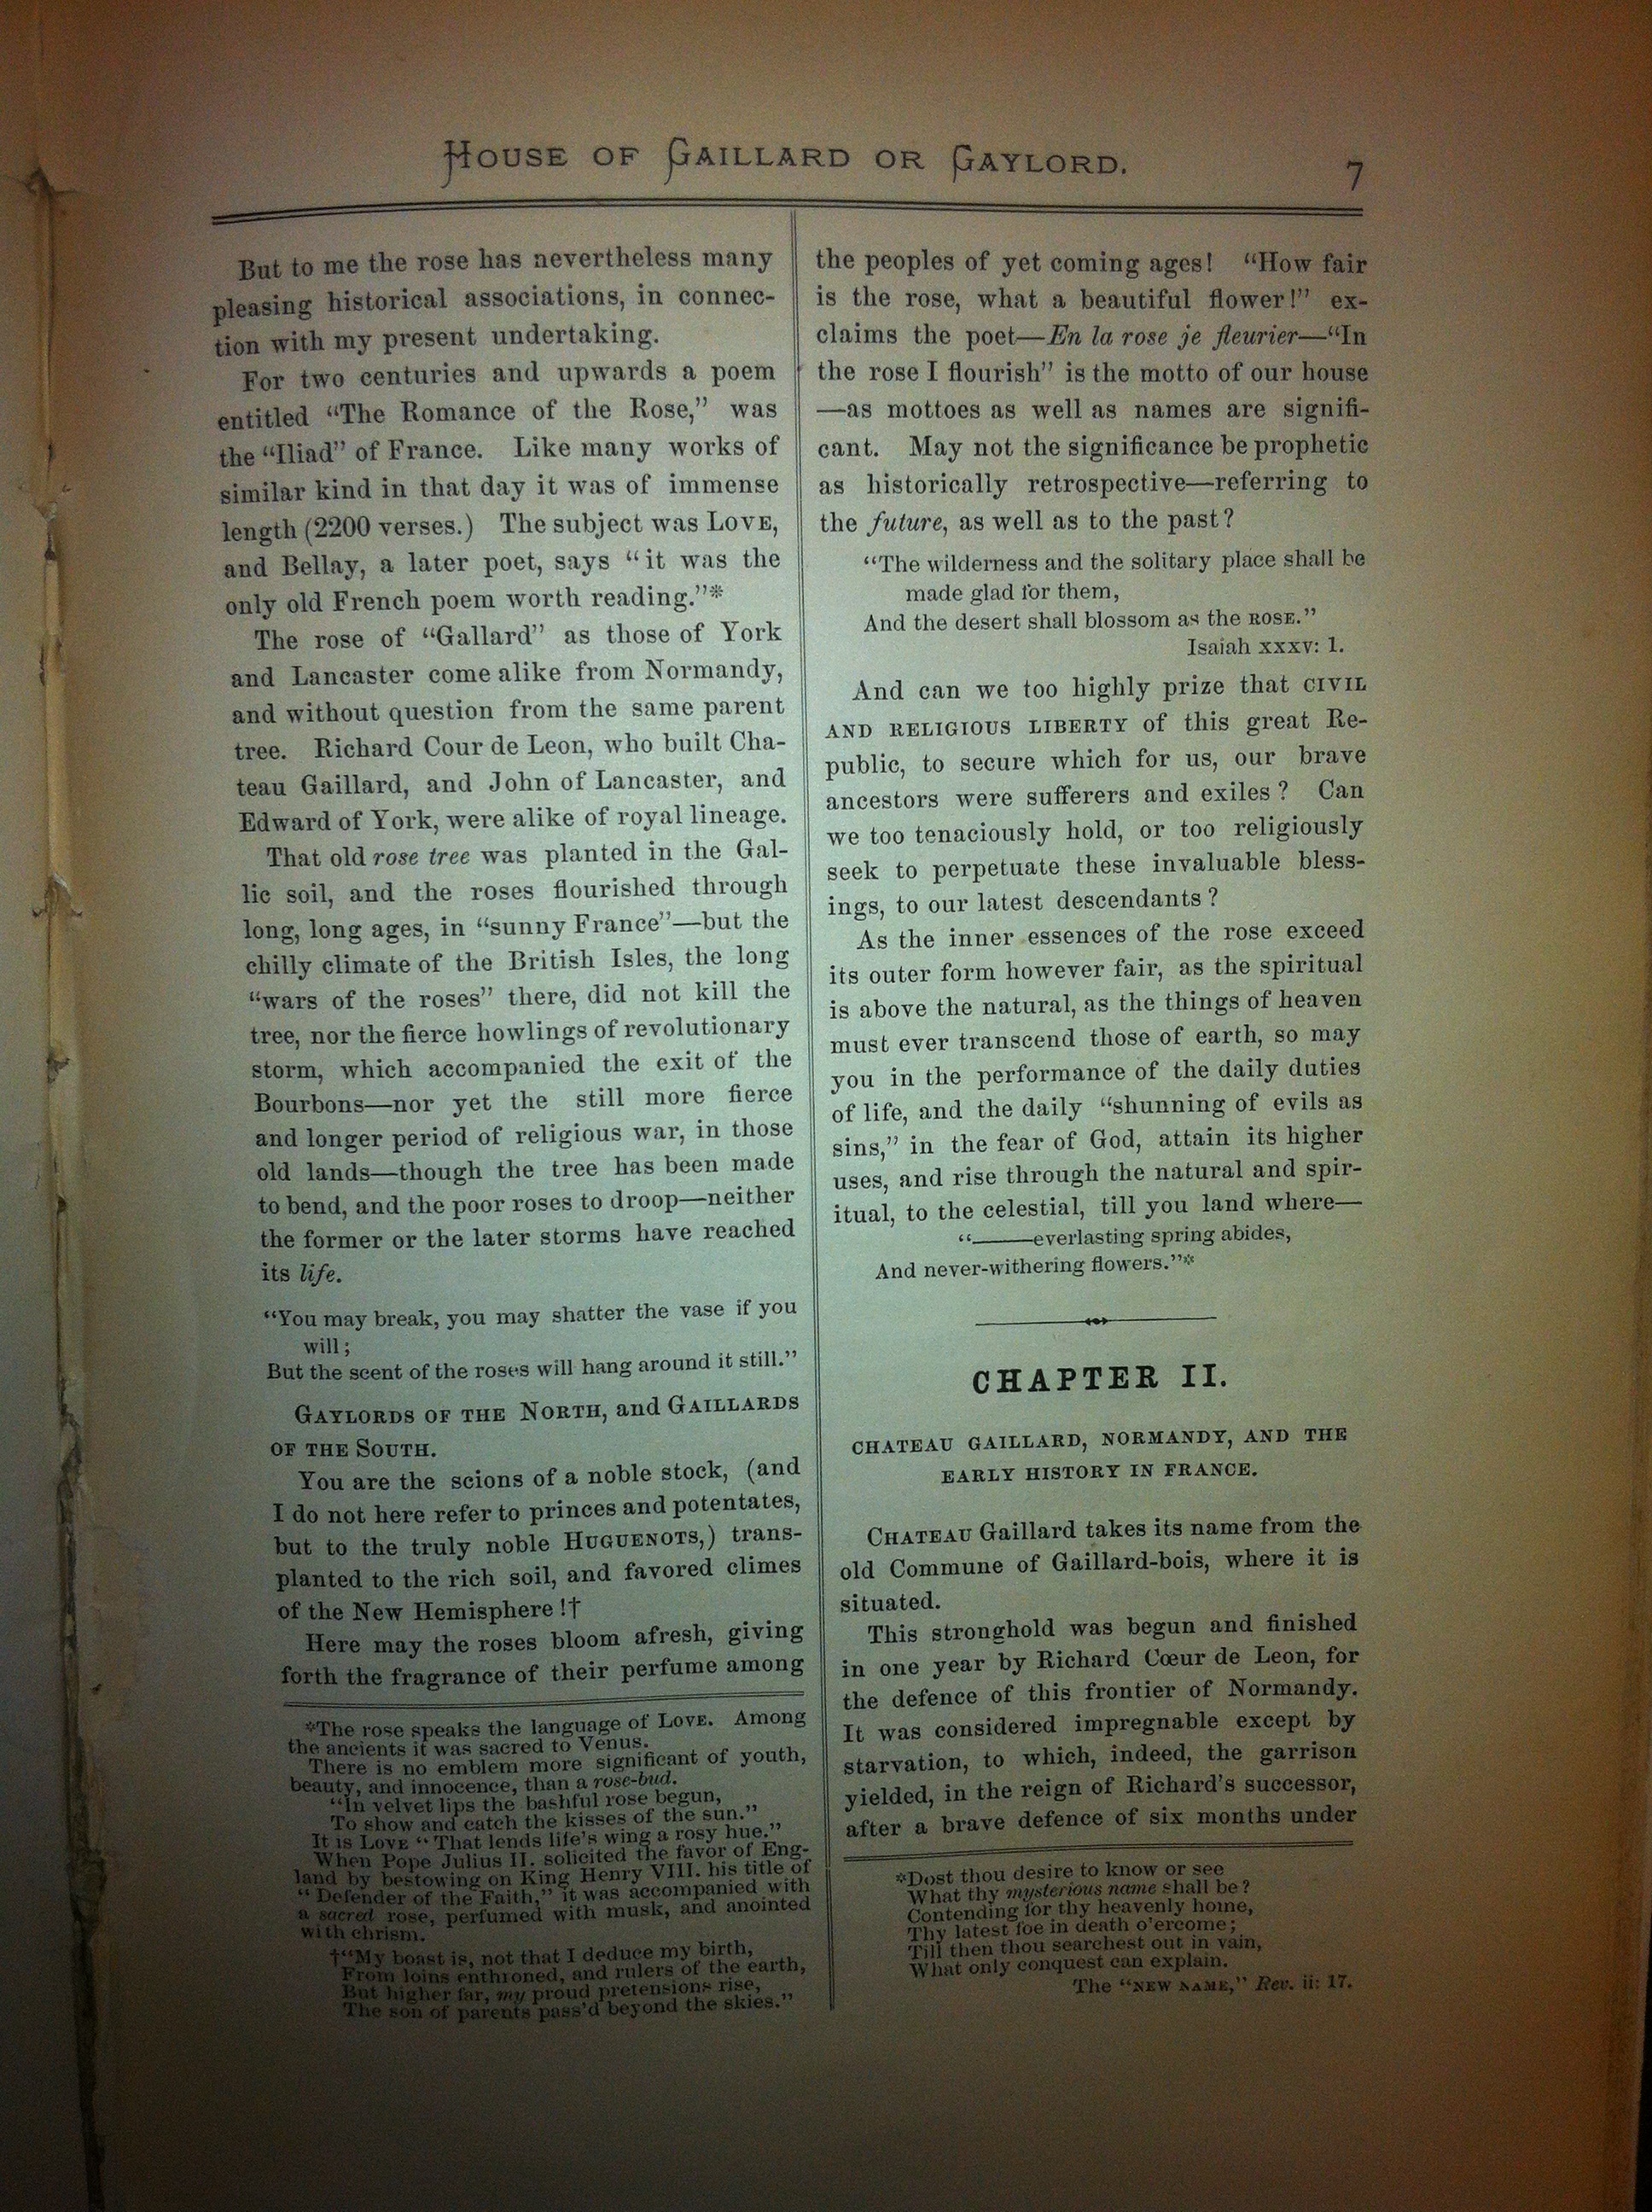 HOUSE OF GAILLARD OR GAYLORD.
7
But to me the rose has nevertheless many
pleasing historical associations, in connec-
tion with my present undertaking.
For two centuries and upwards a poem
entitled “The Romance of the Rose,” was
the “Iliad” of France. Like many works of
similar kind in that day it was of immense
length (2200 verses.) The subject was LOVE,
and Bellay, a later poet, says “it was the
only old French poem worth reading.”*
The rose of “Gallard” as those of York
and Lancaster come alike from Normandy,
and without question from the same parent
tree. Richard Cour de Leon, who built Cha-
teau Gaillard, and John of Lancaster, and
Edward of York, were alike of royal lineage.
That old rose tree was planted in the Gal-
lic soil, and the roses flourished through
long, long ages, in “sunny France”—but the
chilly climate of the British Isles, the long
“wars of the roses” there, did not kill the
tree, nor the fierce howlings of revolutionary
storm, which accompanied the exit of the
Bourbons—nor yet the still more fierce
and longer period of religious war, in those
old lands—though the tree has been made
to bend, and the poor roses to droop—neither
the former or the later storms have reached
its life.
“You may break, you may shatter the vase if you
will;
But the scent of the roses will hang around it still.”
GAYLORDS OF THE NORTH, and GAILLARDS
OF THE SOUTH.
You are the scions of a noble stock, (and
I do not here refer to princes and potentates,
but to the truly noble HUGUENOTS,) trans-
planted to the rich soil, and favored climes
of the New Hemisphere!†
Here may the roses bloom afresh, giving
forth the fragrance of their perfume among
*The rose speaks the language of LOVE. Among
the ancients it was sacred to Venus.
There is no emblem more significant of youth,
beauty, and innocence, than a rose-bud.
“In velvet lips the bashful rose begun,
To show and catch the kisses of the sun.”
It is LOVE “That lends life's wing a rosy hue.”
When Pope Julius II. solicited the favor of Eng-
land by bestowing on King Henry VIII. his title of
“Defender of the Faith,” it was accompanied with
a sacred rose, perfumed with musk, and anointed
with chrism.
†“My boast is, not that I deduce my birth,
From loins enthroned, and rulers of the earth,
But higher far, my proud pretensions rise,
The son of parents pass'd beyond the skies.”
the peoples of yet coming ages! “How fair
is the rose, what a beautiful flower!” ex-
claims the poet—En la rose je fleurier—“In
the rose I flourish” is the motto of our house
—as mottoes as well as names are signifi-
cant. May not the significance be prophetic
as historically retrospective—referring to
the future, as well as to the past?
“The wilderness and the solitary place shall be
made glad for them,
And the desert shall blossom as the ROSE.”
Isaiah XXXV: 1.
And can we too highly prize that CIVIL
AND RELIGIOUS LIBERTY of this great Re-
public, to secure which for us, our brave
ancestors were sufferers and exiles? Can
we too tenaciously hold, or too religiously
seek to perpetuate these invaluable bless-
ings, to our latest descendants?
As the inner essences of the rose exceed
its outer form however fair, as the spiritual
is above the natural, as the things of heaven
must ever transcend those of earth, so may
you in the performance of the daily duties
of life, and the daily “shunning of evils as
sins,” in the fear of God, attain its higher
uses, and rise through the natural and spir-
itual, to the celestial, till you land where—
“——everlasting spring abides,
And never-withering flowers.”*
CHAPTER II.
CHATEAU GAILLARD, NORMANDY, AND THE
EARLY HISTORY IN FRANCE.
CHATEAU Gaillard takes its name from the
old Commune of Gaillard-bois, where it is
situated.
This stronghold was begun and finished
in one year by Richard Cœur de Leon, for
the defence of this frontier of Normandy.
It was considered impregnable except by
starvation, to which, indeed, the garrison
yielded, in the reign of Richard's successor,
after a brave defence of six months under
*Dost thou desire to know or see
What thy mysterious name shall be?
Contending for thy heavenly home,
Thy latest foe in death o'ercome;
Till then thou searchest out in vain,
What only conquest can explain.
The “NEW NAME,” Rev. ii: 17.